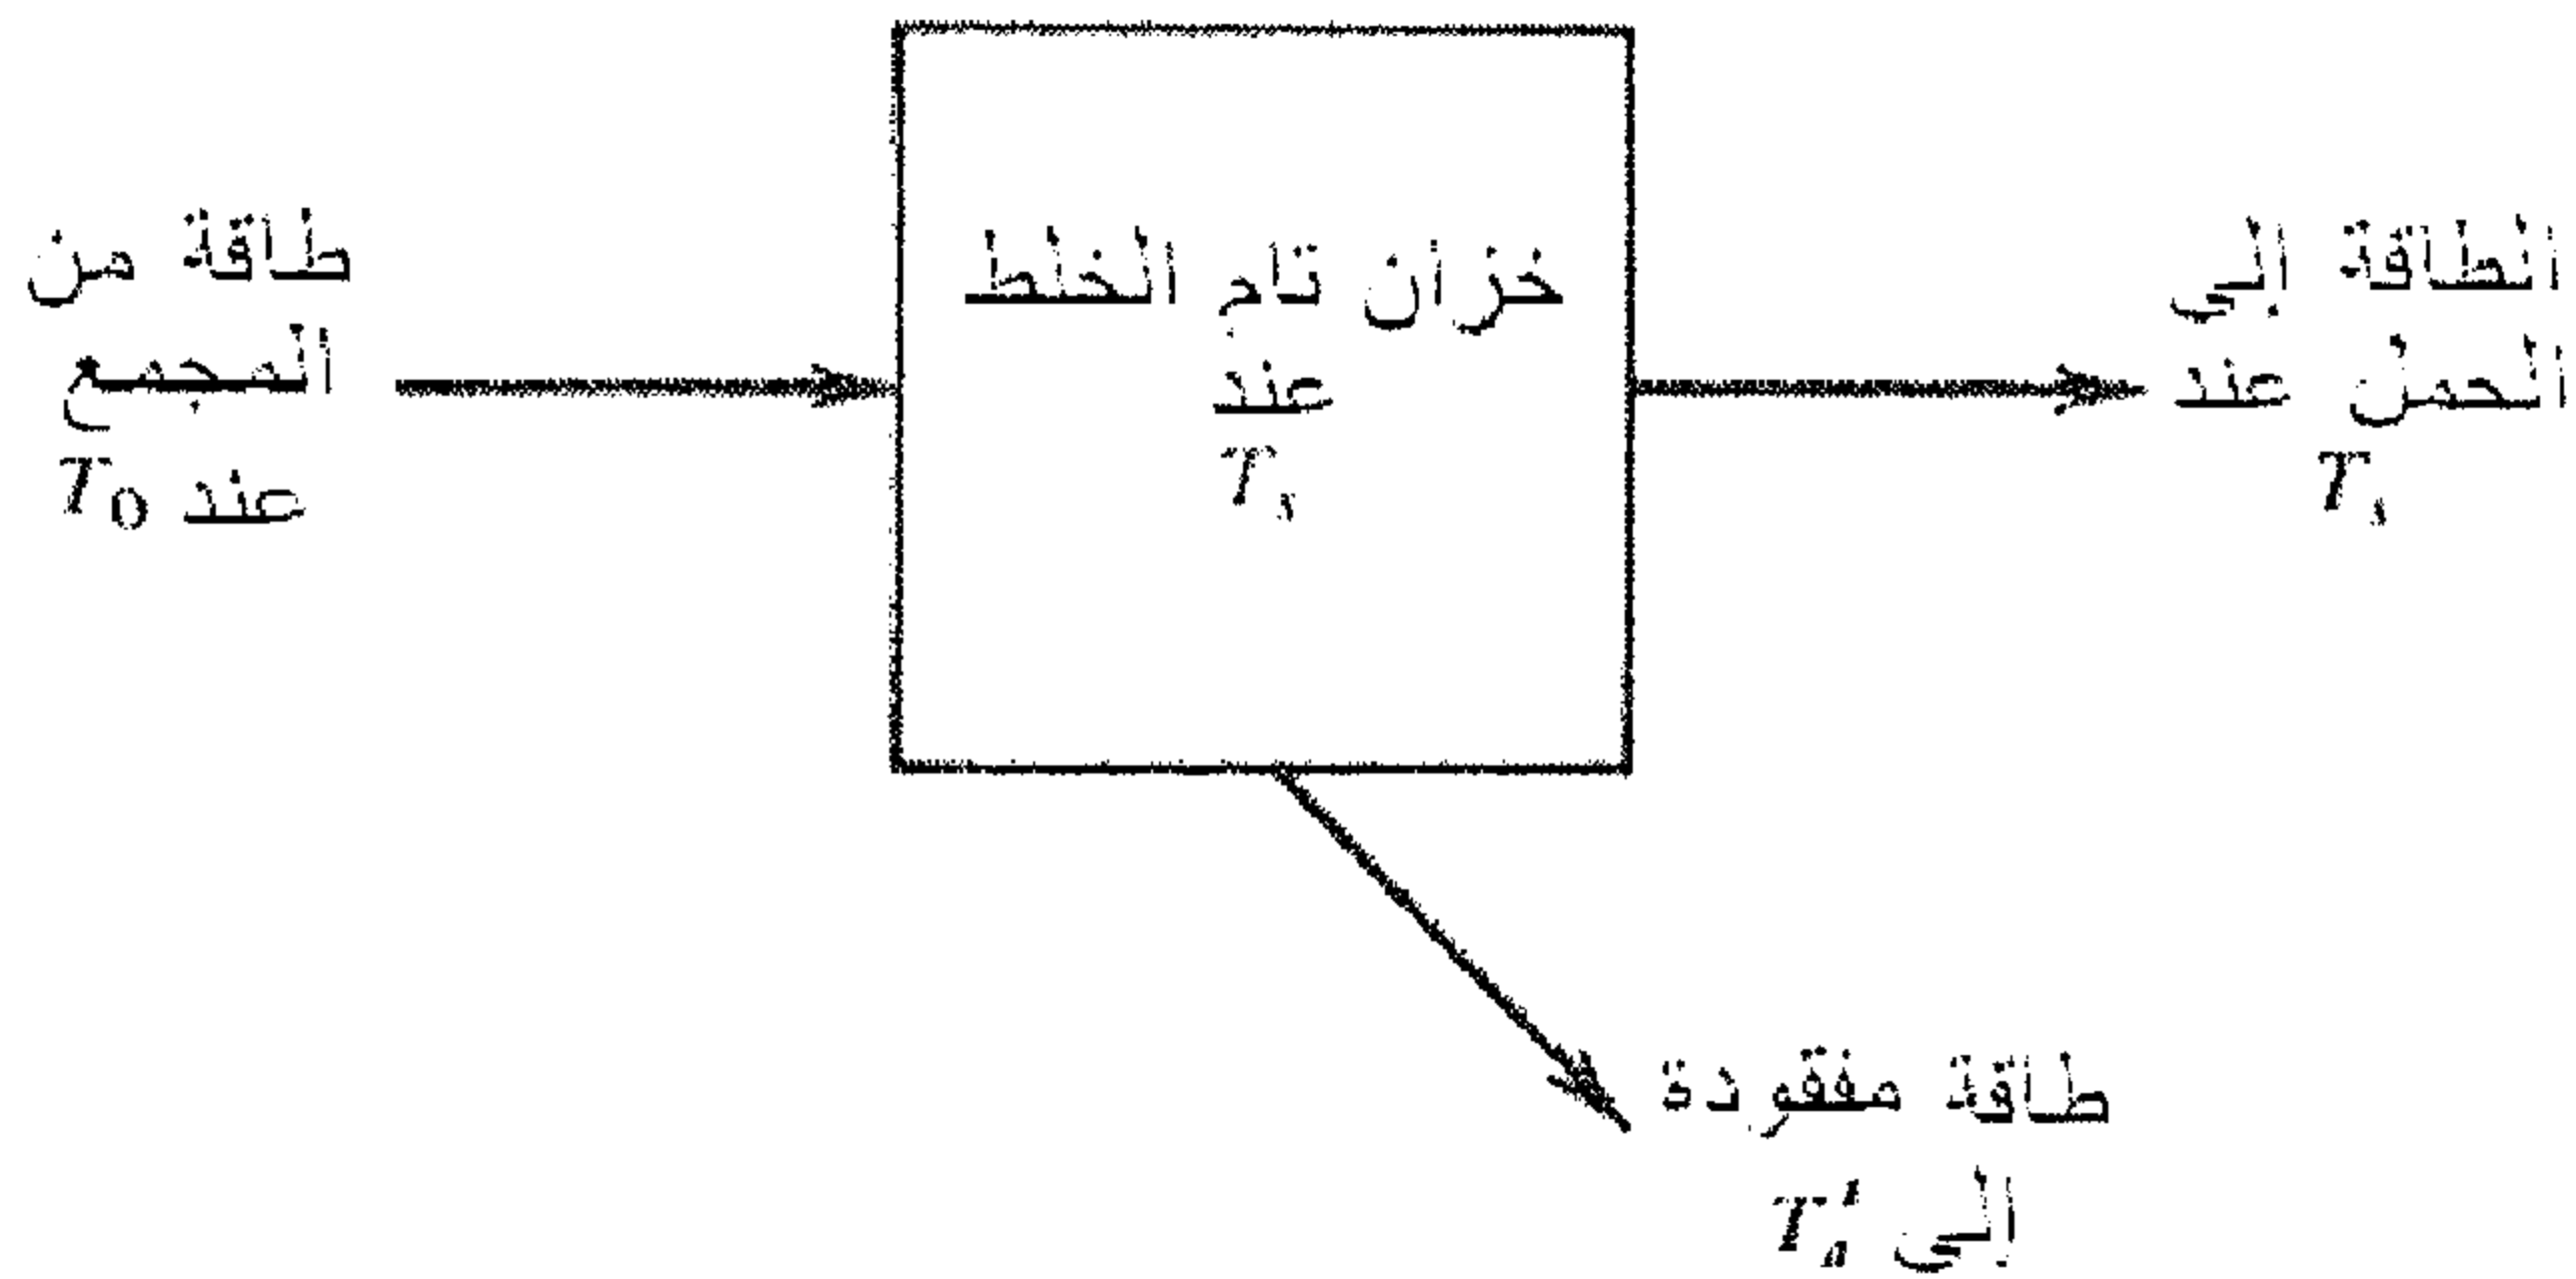 طاقة من
المجمع
عند T₀
خزان تام الخلط
عند
Tₛ
الطاقة إلى
الحمل عند
Tₛ
طاقة مفقودة
إلى T'ₐ